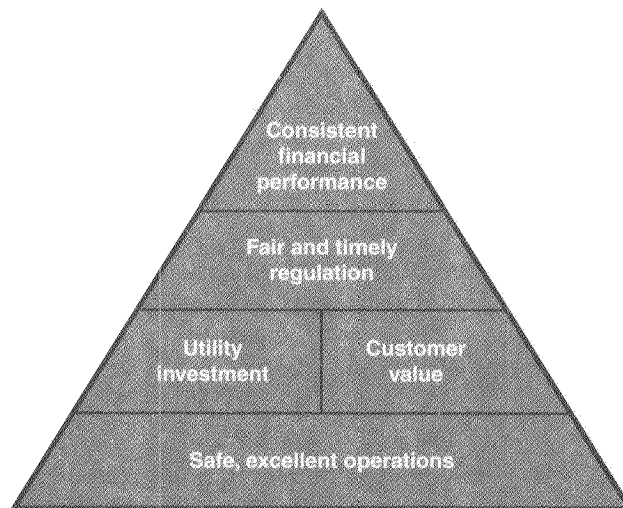 Consistent
financial
performance
Fair and timely
regulation
Utility
investment
Customer
value
Safe, excellent operations